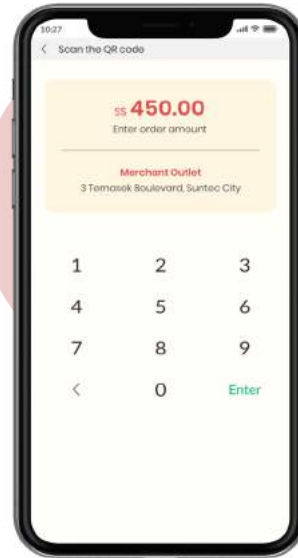 10:27
< Scan the QR code
S$ 450.00
Enter order amount
Merchant Outlet
3 Temasek Boulevard, Suntec City
1 2 3
4 5 6
7 8 9
< 0 Enter